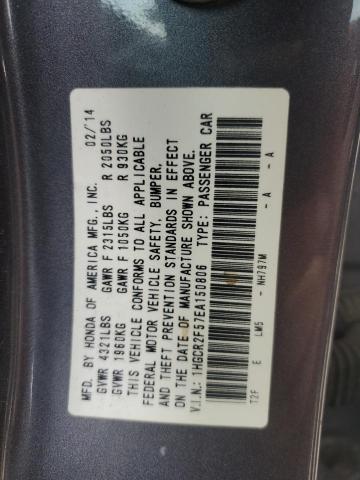 MFD. BY HONDA OF AMERICA MFG., INC. 02/'14
GVWR 4321LBS GAWR F 2315LBS R 2050LBS
GVWR 1960KG GAWR F 1050KG R 930KG
THIS VEHICLE CONFORMS TO ALL APPLICABLE
FEDERAL MOTOR VEHICLE SAFETY, BUMPER,
AND THEFT PREVENTION STANDARDS IN EFFECT
ON THE DATE OF MANUFACTURE SHOWN ABOVE.
V.I.N.: 1HGCR2F57EA150806 TYPE: PASSENGER CAR
T2F E LM5 - NH797M - A - A